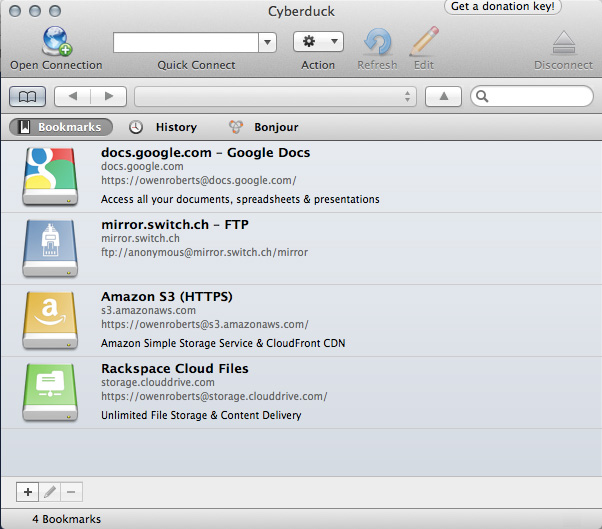 Cyberduck
Get a donation key!
Open Connection
Quick Connect
Action
Refresh
Edit
Disconnect
Bookmarks
History
Bonjour
docs.google.com – Google Docs
docs.google.com
https://owenroberts@docs.google.com/
Access all your documents, spreadsheets & presentations
mirror.switch.ch – FTP
mirror.switch.ch
ftp://anonymous@mirror.switch.ch/mirror
Amazon S3 (HTTPS)
s3.amazonaws.com
https://owenroberts@s3.amazonaws.com/
Amazon Simple Storage Service & CloudFront CDN
Rackspace Cloud Files
storage.clouddrive.com
https://owenroberts@storage.clouddrive.com/
Unlimited File Storage & Content Delivery
4 Bookmarks